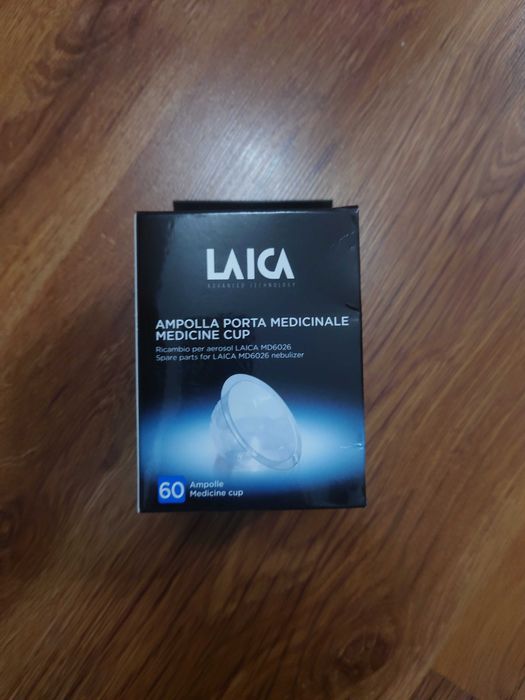 LAICA
ADVANCED TECHNOLOGY
AMPOLLA PORTA MEDICINALE
MEDICINE CUP
Ricambio per aerosol LAICA MD6026
Spare parts for LAICA MD6026 nebulizer
60 Ampolle
Medicine cup